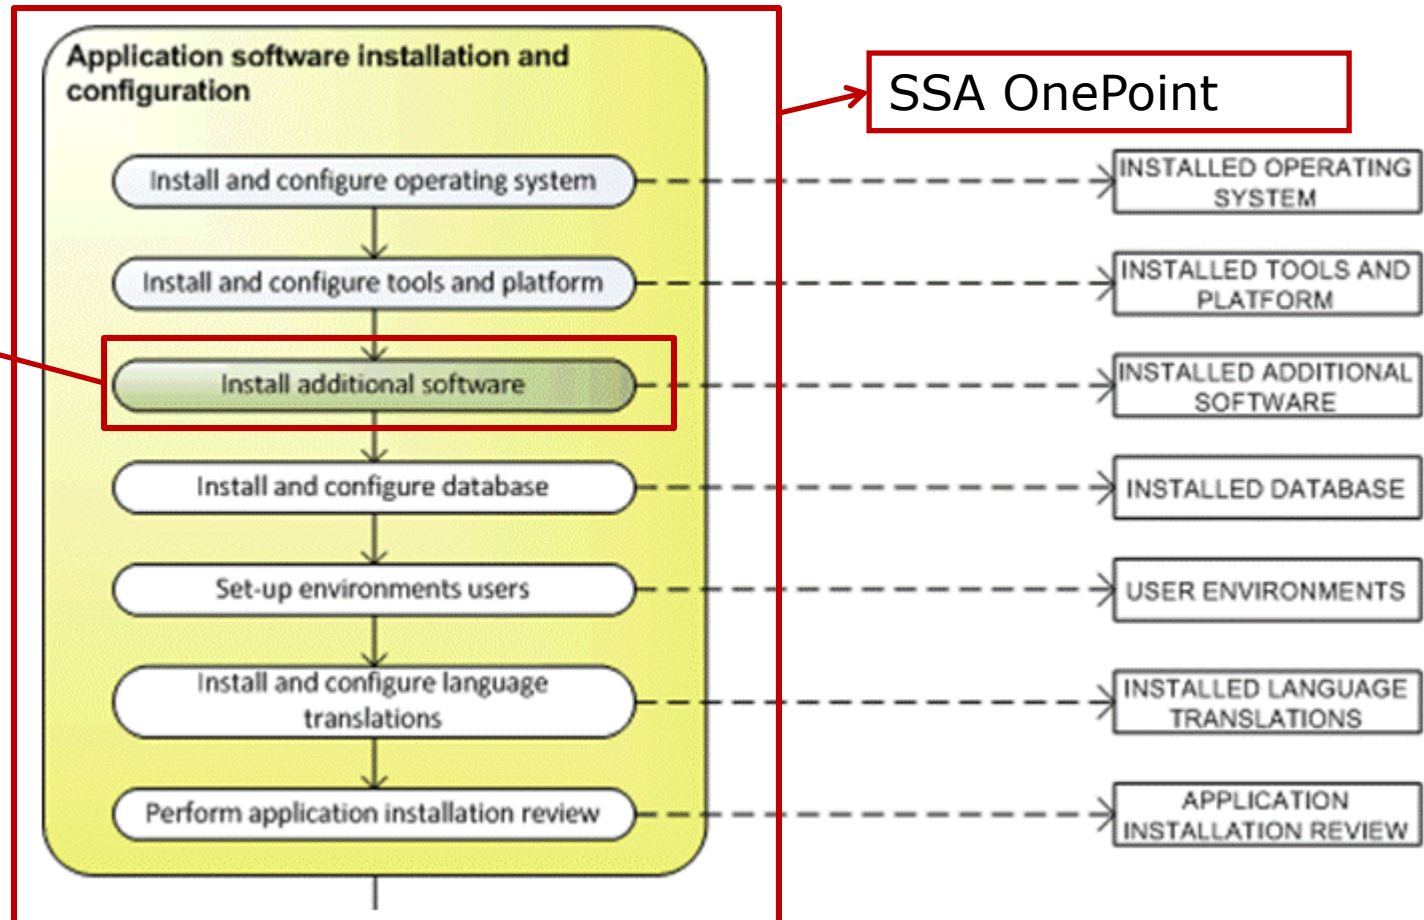 Application software installation and
configuration
SSA OnePoint
Install and configure operating system
INSTALLED OPERATING
SYSTEM
Install and configure tools and platform
INSTALLED TOOLS AND
PLATFORM
Install additional software
INSTALLED ADDITIONAL
SOFTWARE
Install and configure database
INSTALLED DATABASE
Set-up environments users
USER ENVIRONMENTS
Install and configure language
translations
INSTALLED LANGUAGE
TRANSLATIONS
Perform application installation review
APPLICATION
INSTALLATION REVIEW